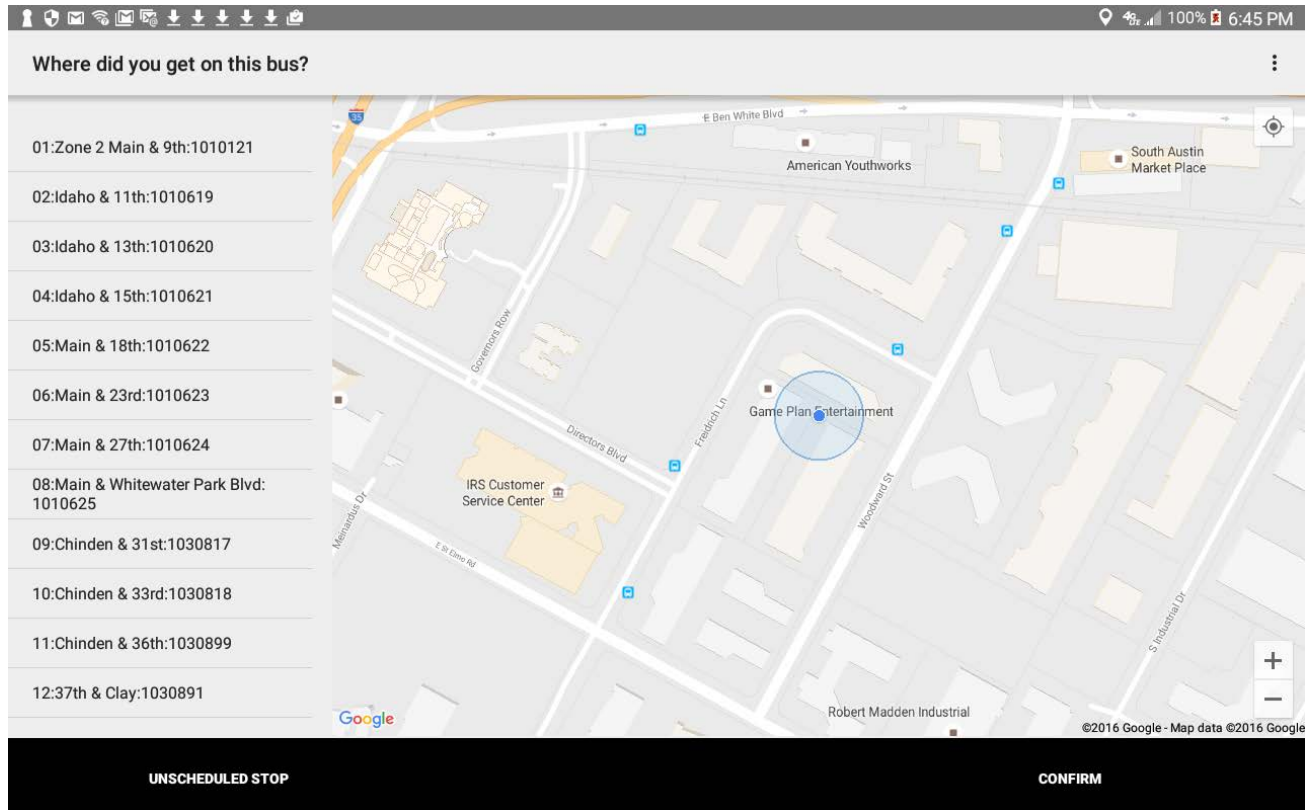 100% 6:45 PM
Where did you get on this bus?
01:Zone 2 Main & 9th:1010121
02:Idaho & 11th:1010619
03:Idaho & 13th:1010620
04:Idaho & 15th:1010621
05:Main & 18th:1010622
06:Main & 23rd:1010623
07:Main & 27th:1010624
08:Main & Whitewater Park Blvd:
1010625
09:Chinden & 31st:1030817
10:Chinden & 33rd:1030818
11:Chinden & 36th:1030899
12:37th & Clay:1030891
35
E Ben White Blvd
American Youthworks
South Austin
Market Place
Governors Row
Game Plan Entertainment
Freidrich Ln
Directors Blvd
IRS Customer
Service Center
Woodward St
Meinardus Dr
E St Elmo Rd
S Industrial Dr
Robert Madden Industrial
Google
©2016 Google - Map data ©2016 Google
UNSCHEDULED STOP
CONFIRM